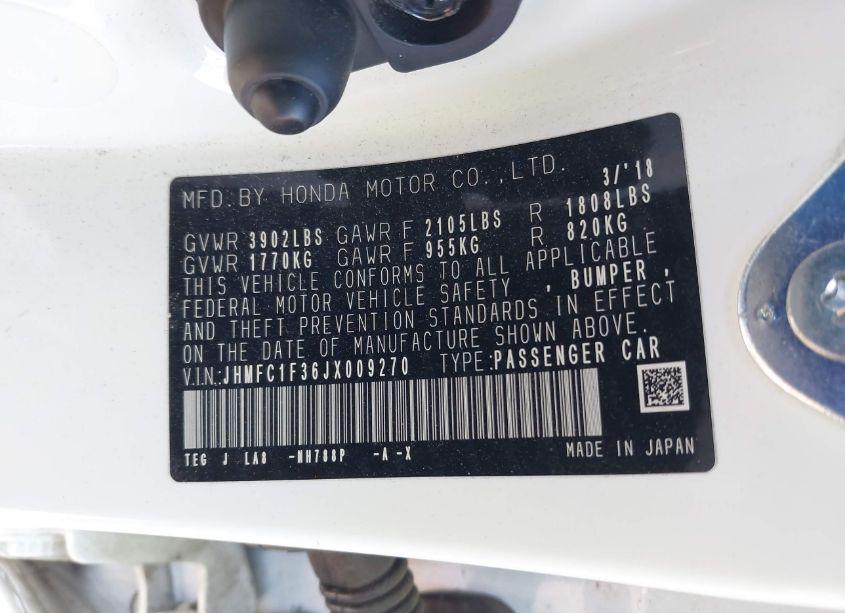 MFD. BY HONDA MOTOR CO.,LTD. 3/'18
GVWR 3902LBS GAWR F 2105LBS R 1808LBS
GVWR 1770KG GAWR F 955KG R 820KG
THIS VEHICLE CONFORMS TO ALL APPLICABLE
FEDERAL MOTOR VEHICLE SAFETY , BUMPER ,
AND THEFT PREVENTION STANDARDS IN EFFECT
ON THE DATE OF MANUFACTURE SHOWN ABOVE.
V.I.N.:JHMFC1F36JX009270 TYPE:PASSENGER CAR
TEG J LA8 -NH788P -A -X MADE IN JAPAN